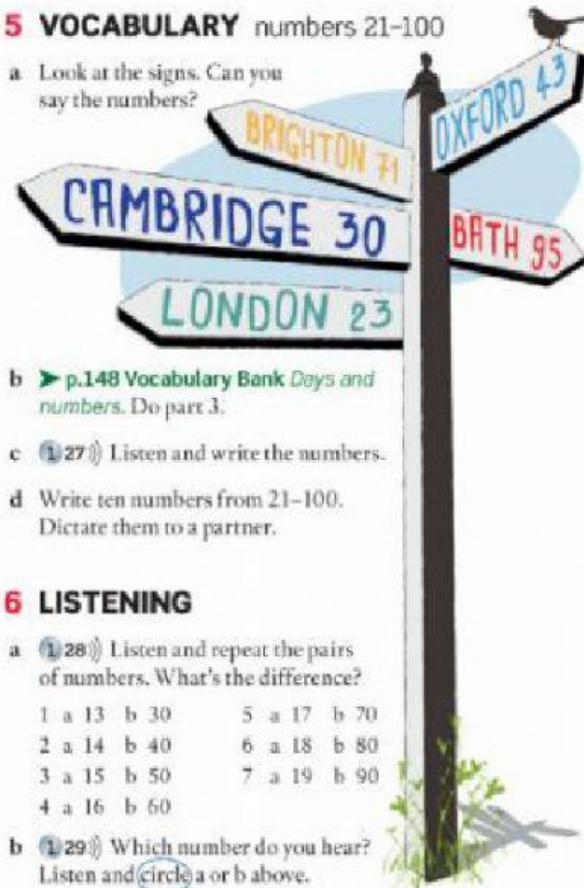 5 VOCABULARY numbers 21–100
a Look at the signs. Can you
say the numbers?
BRIGHTON 71
OXFORD 43
CAMBRIDGE 30
BATH 95
LONDON 23
b ➤ p.148 Vocabulary Bank Days and
numbers. Do part 3.
c 1 27)) Listen and write the numbers.
d Write ten numbers from 21–100.
Dictate them to a partner.
6 LISTENING
a 1 28)) Listen and repeat the pairs
of numbers. What's the difference?
1 a 13 b 30 5 a 17 b 70
2 a 14 b 40 6 a 18 b 80
3 a 15 b 50 7 a 19 b 90
4 a 16 b 60
b 1 29)) Which number do you hear?
Listen and circle a or b above.